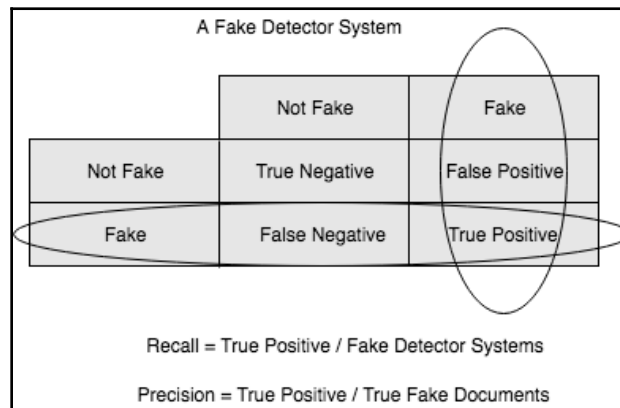 A Fake Detector System
Not Fake Fake
Not Fake True Negative False Positive
Fake False Negative True Positive
Recall = True Positive / Fake Detector Systems
Precision = True Positive / True Fake Documents